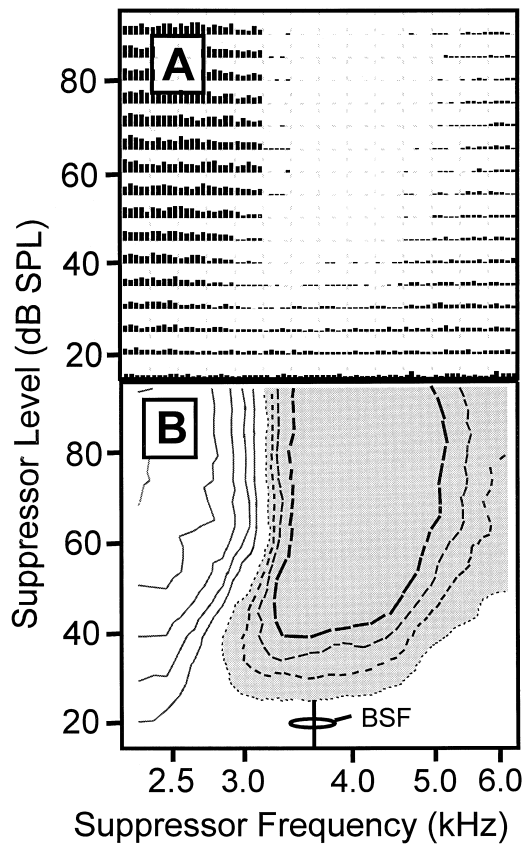 A
80
60
40
20
Suppressor Level (dB SPL)
B
80
60
40
20
BSF
2.5 3.0 4.0 5.0 6.0
Suppressor Frequency (kHz)